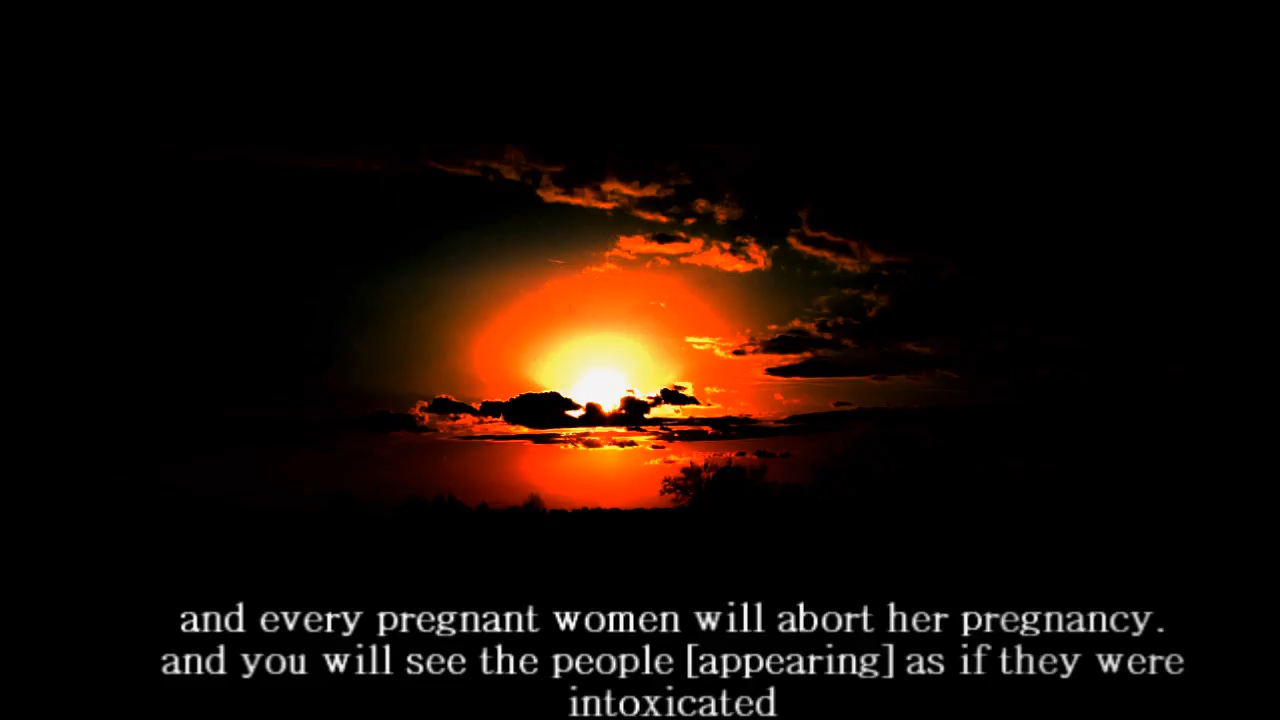 and every pregnant women will abort her pregnancy.
and you will see the people [appearing] as if they were
intoxicated